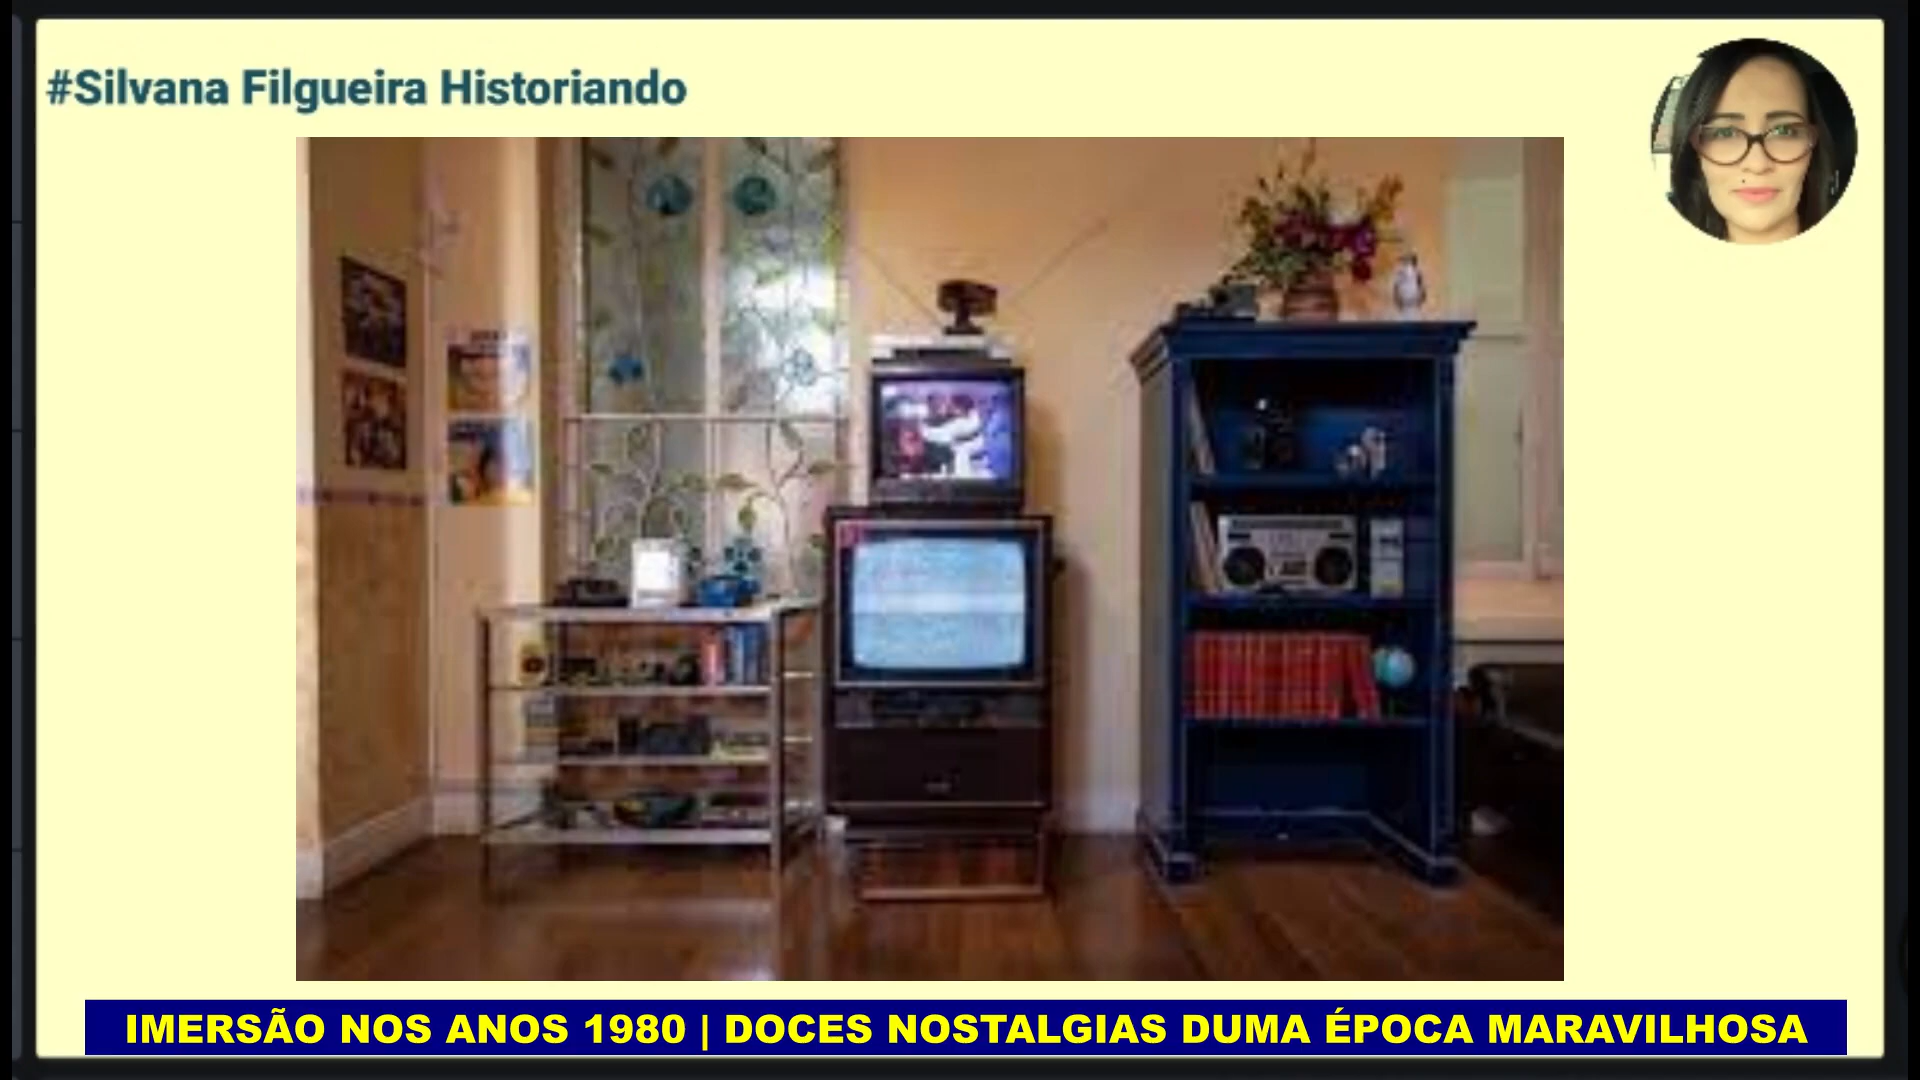 #Silvana Filgueira Historiando
IMERSÃO NOS ANOS 1980 | DOCES NOSTALGIAS DUMA ÉPOCA MARAVILHOSA